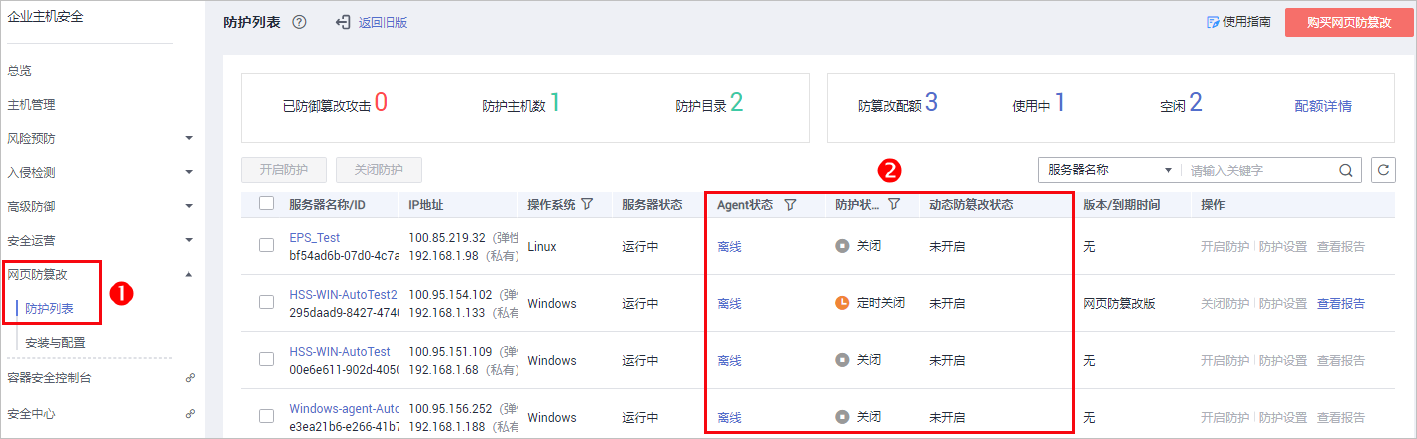 企业主机安全
总览
主机管理
风险预防
入侵检测
高级防御
安全运营
网页防篡改
防护列表
安装与配置
容器安全控制台
安全中心
1
防护列表 ? 返回旧版 使用指南 购买网页防篡改
已防御篡改攻击 0 防护主机数 1 防护目录 2 防篡改配额 3 使用中 1 空闲 2 配额详情
开启防护 关闭防护 2 服务器名称 请输入关键字
服务器名称/ID IP地址 操作系统 服务器状态 Agent状态 防护状... 动态防篡改状态 版本/到期时间 操作
EPS_Test 100.85.219.32 (弹性
bf54ad6b-07d0-4c7a 192.168.1.98 (私有) Linux 运行中 离线 关闭 未开启 无 开启防护 防护设置 查看报告
HSS-WIN-AutoTest2 100.95.154.102 (弹
295daad9-8427-4740 192.168.1.133 (私有 Windows 运行中 离线 定时关闭 未开启 网页防篡改版 关闭防护 防护设置 查看报告
HSS-WIN-AutoTest 100.95.151.109 (弹
00e6e611-902d-4050 192.168.1.68 (私有) Windows 运行中 离线 关闭 未开启 无 开启防护 防护设置 查看报告
Windows-agent-Auto 100.95.156.252 (弹
e3ea21b6-e266-41b7 192.168.1.188 (私有 Windows 运行中 离线 关闭 未开启 无 开启防护 防护设置 查看报告